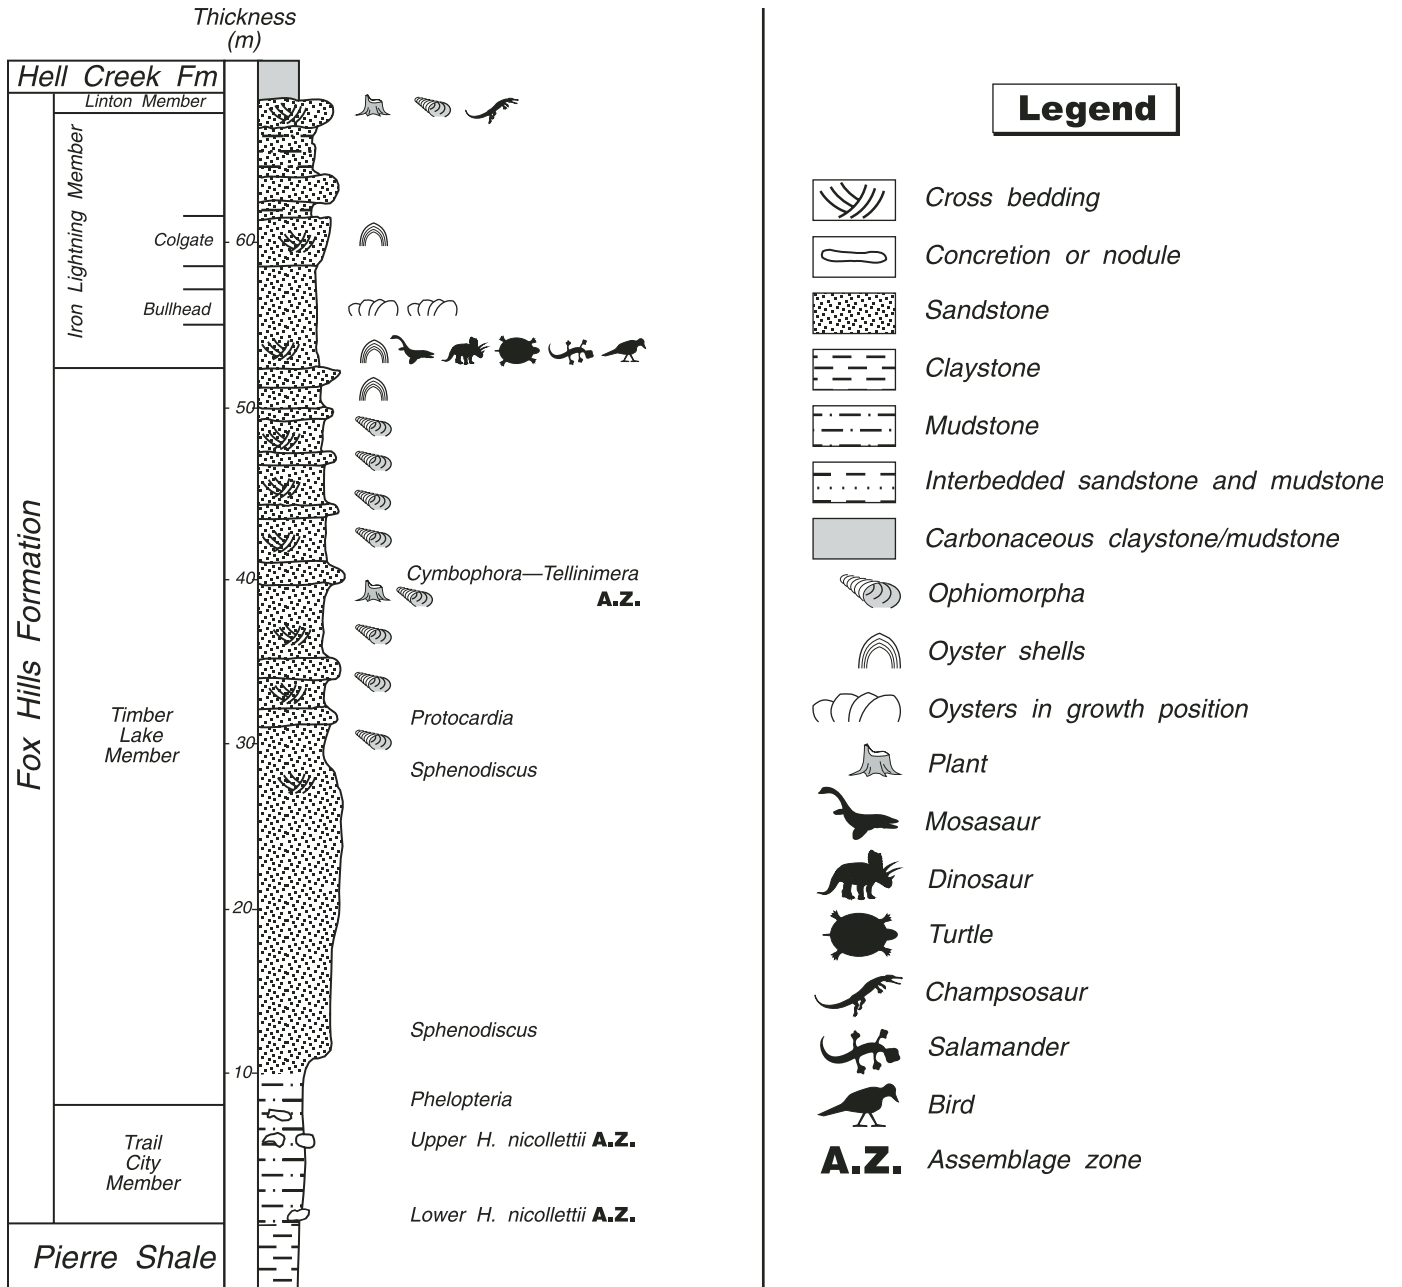 Thickness
(m)
Hell Creek Fm
Linton Member
Iron Lightning Member
Colgate
60
Bullhead
50
Cymbophora—Tellinimera
40
A.Z.
Fox Hills Formation
Timber
Lake
Member
Protocardia
30
Sphenodiscus
20
Sphenodiscus
10
Phelopteria
Trail
City
Member
Upper H. nicollettii A.Z.
Lower H. nicollettii A.Z.
Pierre Shale
Legend
Cross bedding
Concretion or nodule
Sandstone
Claystone
Mudstone
Interbedded sandstone and mudstone
Carbonaceous claystone/mudstone
Ophiomorpha
Oyster shells
Oysters in growth position
Plant
Mosasaur
Dinosaur
Turtle
Champsosaur
Salamander
Bird
A.Z. Assemblage zone